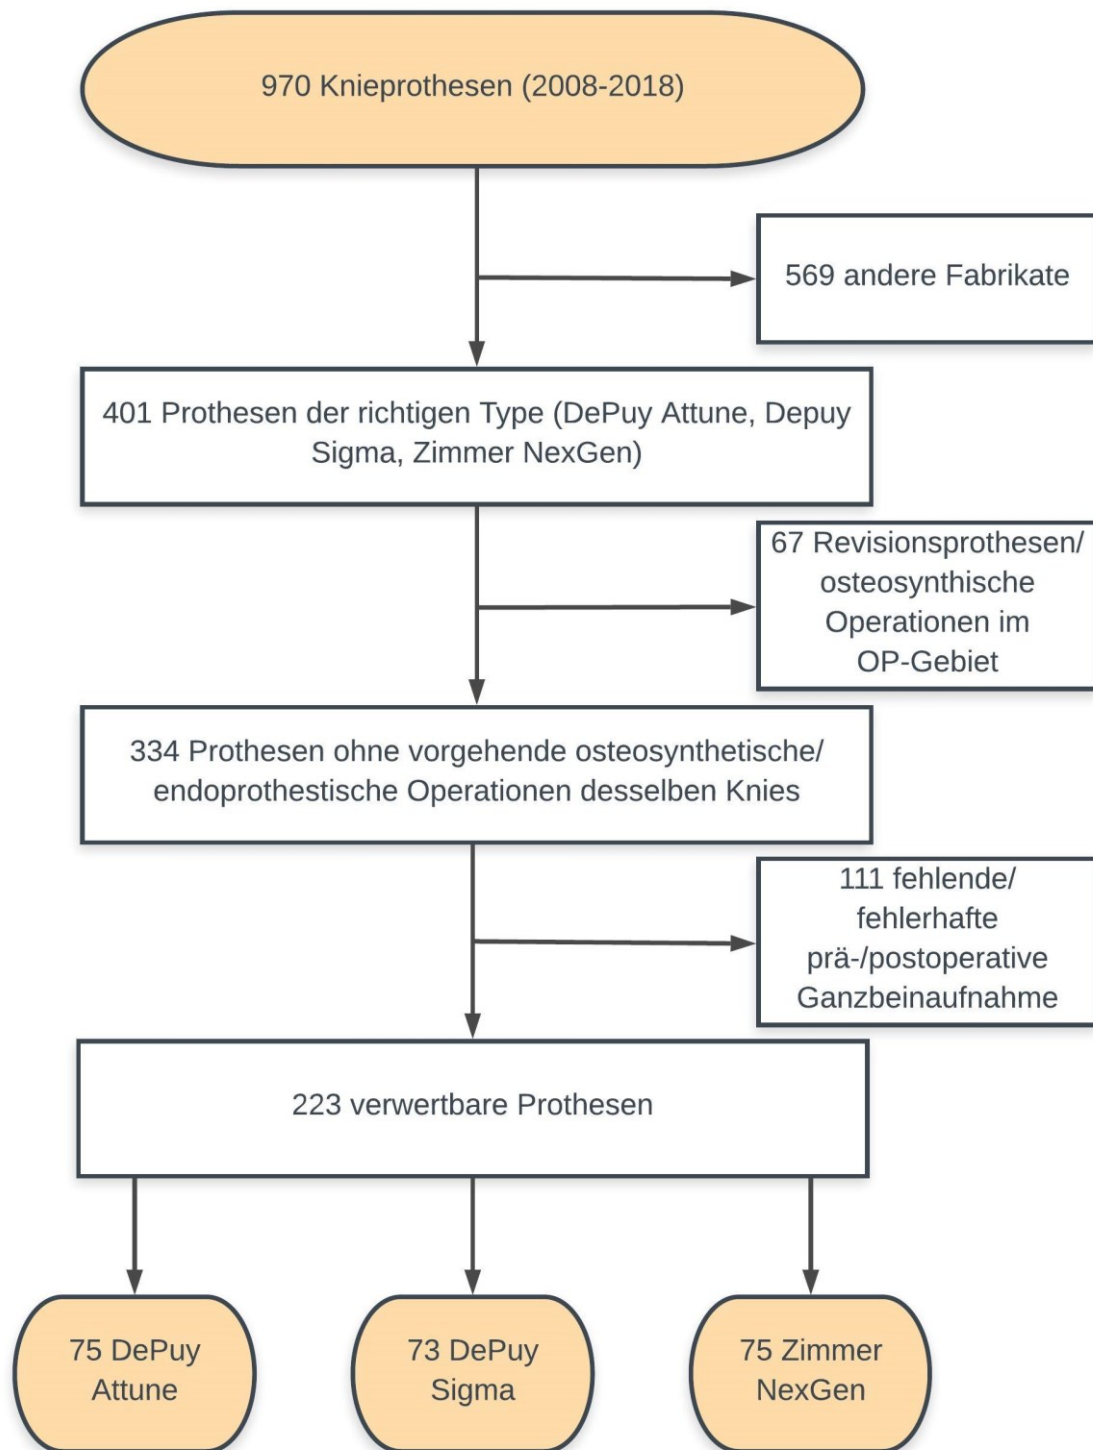 970 Knieprothesen (2008-2018)
569 andere Fabrikate
401 Prothesen der richtigen Type (DePuy Attune, Depuy
Sigma, Zimmer NexGen)
67 Revisionsprothesen/
osteosynthische
Operationen im
OP-Gebiet
334 Prothesen ohne vorgehende osteosynthetische/
endoprothestische Operationen desselben Knies
111 fehlende/
fehlerhafte
prä-/postoperative
Ganzbeinaufnahme
223 verwertbare Prothesen
75 DePuy
Attune
73 DePuy
Sigma
75 Zimmer
NexGen